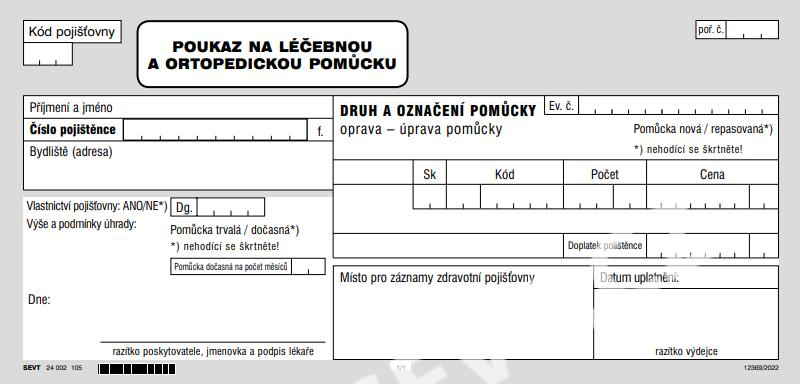 Kód pojišťovny
POUKAZ NA LÉČEBNOU
A ORTOPEDICKOU POMŮCKU
poř. č.
Příjmení a jméno
Číslo pojištěnce
f.
Bydliště (adresa)
DRUH A OZNAČENÍ POMŮCKY
Ev. č.
oprava – úprava pomůcky
Pomůcka nová / repasovaná*)
*) nehodící se škrtněte!
Sk Kód Počet Cena
Vlastnictví pojišťovny: ANO/NE*)
Dg.
Výše a podmínky úhrady:
Pomůcka trvalá / dočasná*)
*) nehodící se škrtněte!
Pomůcka dočasná na počet měsíců
Doplatek pojištěnce
Místo pro záznamy zdravotní pojišťovny
Datum uplatnění:
Dne:
razítko poskytovatele, jmenovka a podpis lékaře
razítko výdejce
SEVT 24 002 105
1/1
12369/2022
SEVT